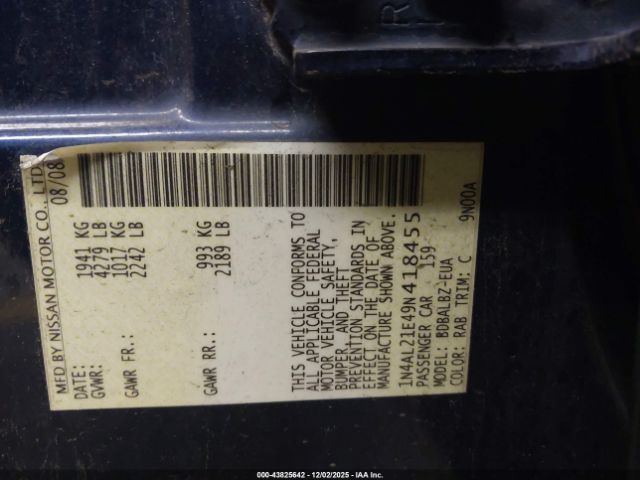 MFD BY NISSAN MOTOR CO., LTD.
DATE: 08/08
GVWR: 1941 KG
4279 LB
GAWR FR.: 1017 KG
2242 LB
GAWR RR.: 993 KG
2189 LB
THIS VEHICLE CONFORMS TO
ALL APPLICABLE FEDERAL
MOTOR VEHICLE SAFETY,
BUMPER, AND THEFT
PREVENTION STANDARDS IN
EFFECT ON THE DATE OF
MANUFACTURE SHOWN ABOVE.
1N4AL21E49N418455
PASSENGER CAR 159
MODEL: BDBALBZ-EUA
COLOR: RAB TRIM: C 9N00A
R
000-43825642 - 12/02/2025 - IAA Inc.